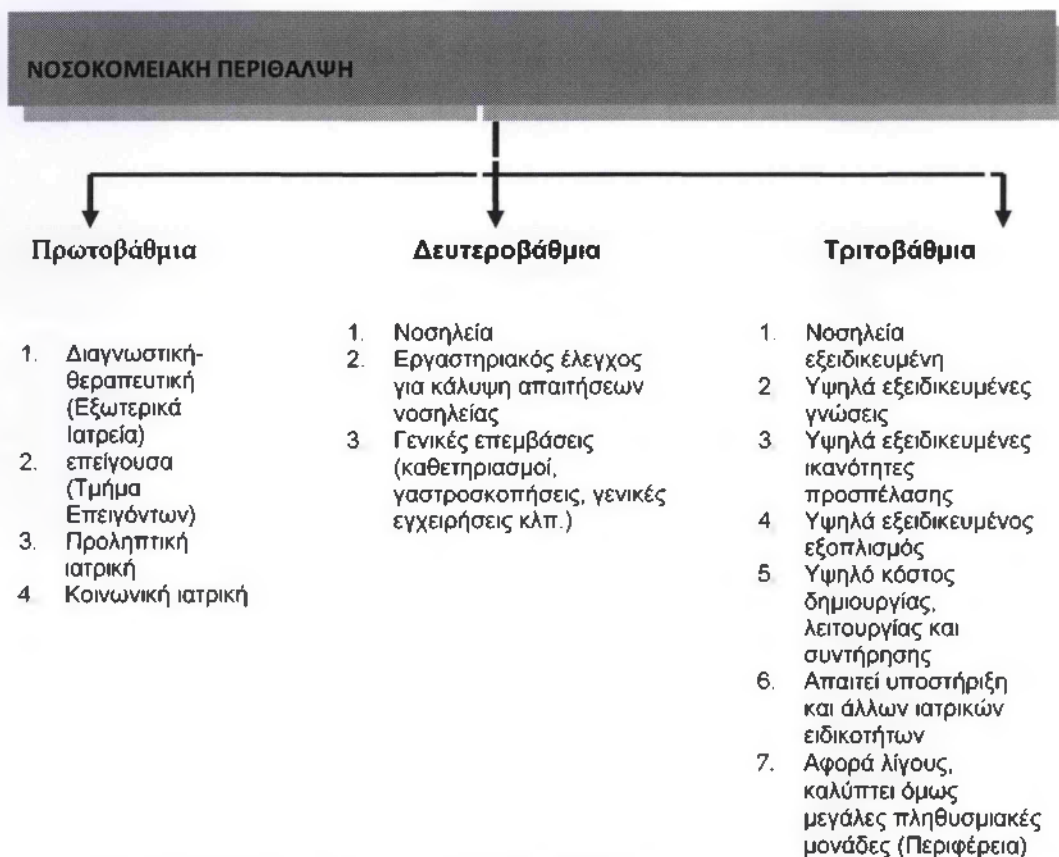 ΝΟΣΟΚΟΜΕΙΑΚΗ ΠΕΡΙΘΑΛΨΗ
Πρωτοβάθμια
1. Διαγνωστική-
θεραπευτική
(Εξωτερικά
Ιατρεία)
2. επείγουσα
(Τμήμα
Επειγόντων)
3. Προληπτική
ιατρική
4 Κοινωνική ιατρική
Δευτεροβάθμια
1. Νοσηλεία
2. Εργαστηριακός έλεγχος
για κάλυψη απαιτήσεων
νοσηλείας
3 Γενικές επεμβάσεις
(καθετηριασμοί,
γαστροσκοπήσεις, γενικές
εγχειρήσεις κλπ.)
Τριτοβάθμια
1. Νοσηλεία
εξειδικευμένη
2 Υψηλά εξειδικευμένες
γνώσεις
3. Υψηλά εξειδικευμένες
ικανότητες
προσπέλασης
4 Υψηλά εξειδικευμένος
εξοπλισμός
5. Υψηλό κόστος
δημιουργίας,
λειτουργίας και
συντήρησης
6. Απαιτεί υποστήριξη
και άλλων ιατρικών
ειδικοτήτων
7. Αφορά λίγους,
καλύπτει όμως
μεγάλες πληθυσμιακές
μονάδες (Περιφέρεια)